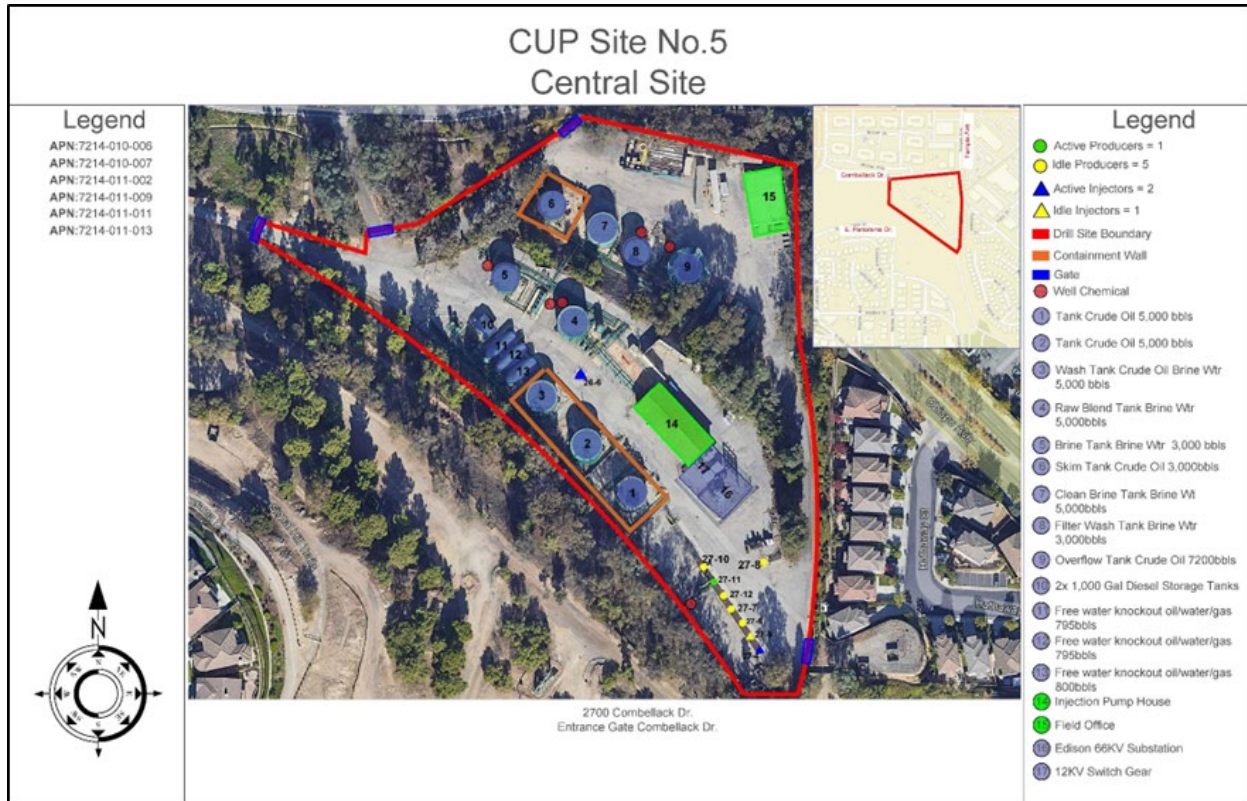 CUP Site No.5
Central Site
Legend
APN:7214-010-006
APN:7214-010-007
APN:7214-011-002
APN:7214-011-009
APN:7214-011-011
APN:7214-011-013
6
7
8
9
15
5
4
10
11
12
13
3
2
1
26-6
14
17
16
27-10
27-8
27-11
27-12
27-7
Combellack Dr.
Temple Ave
2700 Combellack Dr.
Entrance Gate Combellack Dr.
N
Legend
Active Producers = 1
Idle Producers = 5
Active Injectors = 2
Idle Injectors = 1
Drill Site Boundary
Containment Wall
Gate
Well Chemical
1 Tank Crude Oil 5,000 bbls
2 Tank Crude Oil 5,000 bbls
3 Wash Tank Crude Oil Brine Wtr
5,000 bbls
4 Raw Blend Tank Brine Wtr
5,000bbls
5 Brine Tank Brine Wtr 3,000 bbls
6 Skim Tank Crude Oil 3,000bbls
7 Clean Brine Tank Brine Wt
5,000bbls
8 Filter Wash Tank Brine Wtr
3,000bbls
9 Overflow Tank Crude Oil 7200bbls
10 2x 1,000 Gal Diesel Storage Tanks
11 Free water knockout oil/water/gas
795bbls
12 Free water knockout oil/water/gas
795bbls
13 Free water knockout oil/water/gas
800bbls
14 Injection Pump House
15 Field Office
16 Edison 66KV Substation
17 12KV Switch Gear